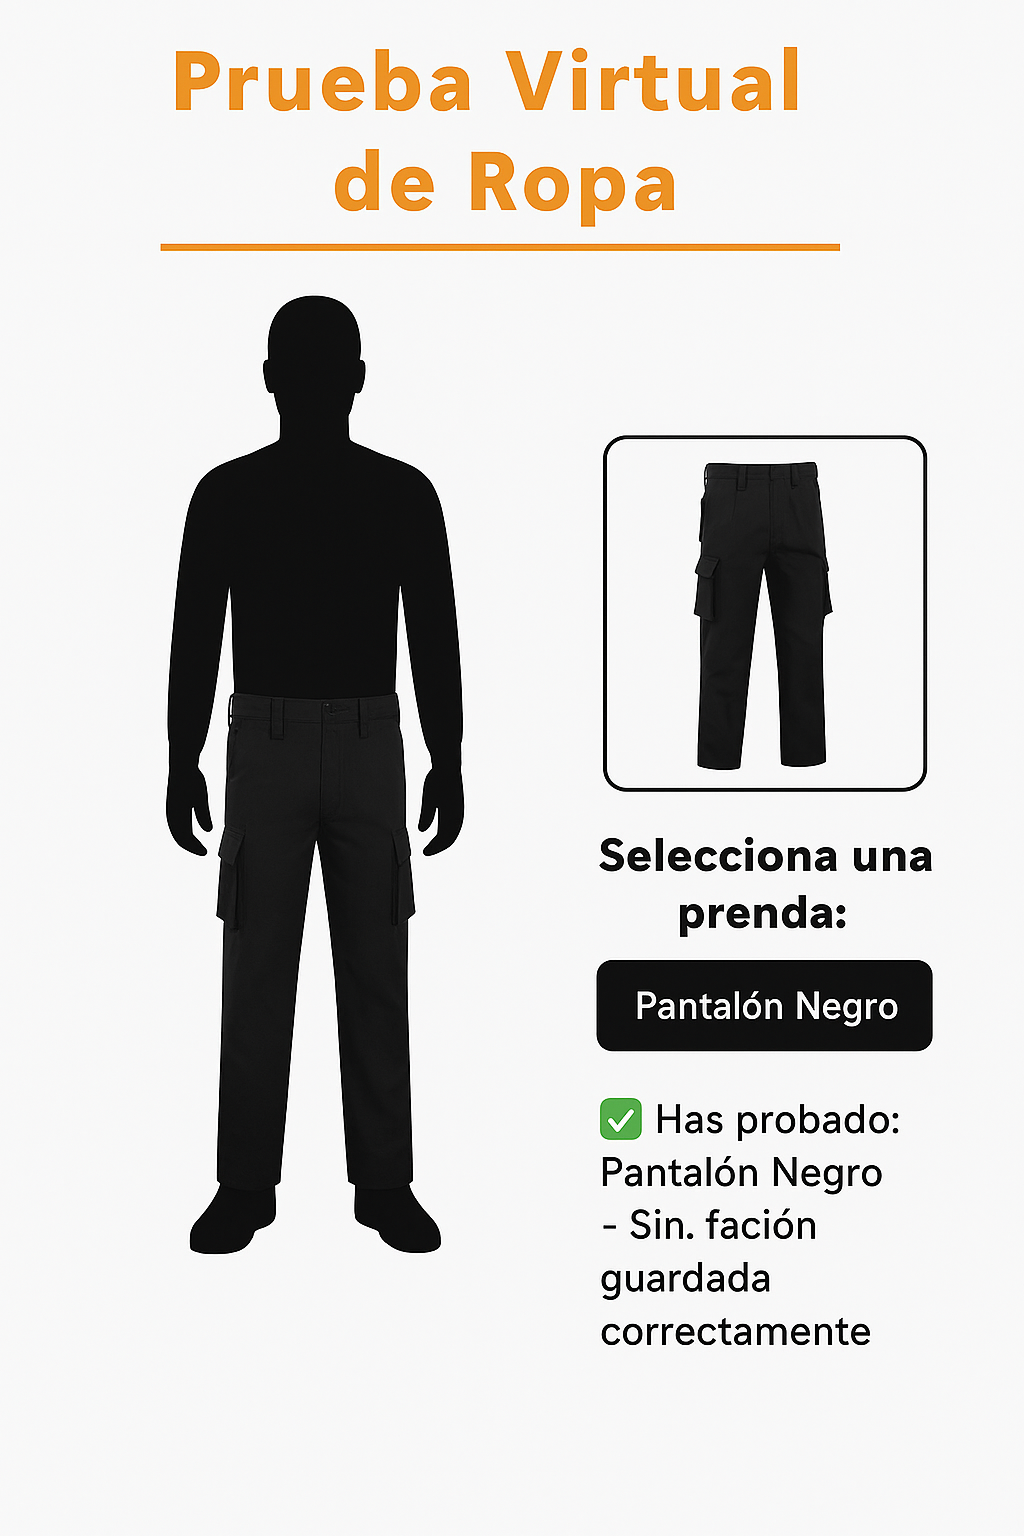 Prueba Virtual
de Ropa
Selecciona una
prenda:
Pantalón Negro
✅ Has probado:
Pantalón Negro
- Sin. fación
guardada
correctamente